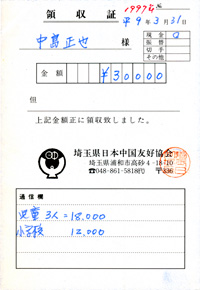 1997年
領収証
平9年3月31日
中島正也 様
現金 0
振替
切手
その他
金額 ¥30000
但
上記金額正に領収致しました。
埼玉県日本中国友好協会
埼玉県浦和市高砂4-18-10
☎048-861-5818㈹ 〒336
通信欄
児童 3人=18,000
小学校 12,000